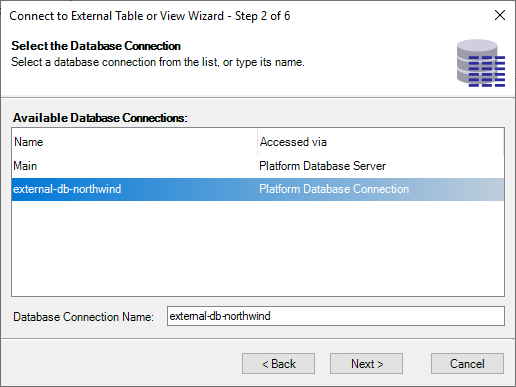 Connect to External Table or View Wizard - Step 2 of 6
Select the Database Connection
Select a database connection from the list, or type its name.
Available Database Connections:
Name Accessed via
Main Platform Database Server
external-db-northwind Platform Database Connection
Database Connection Name: external-db-northwind
< Back Next > Cancel